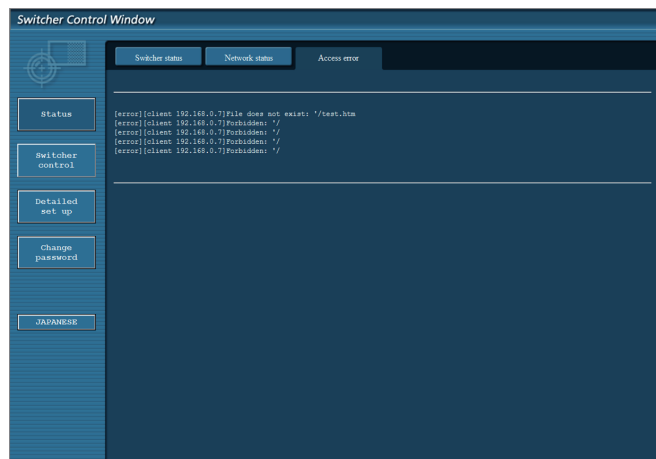 Switcher Control Window
Switcher status
Network status
Access error
Status
Switcher
control
Detailed
set up
Change
password
JAPANESE
[error][client 192.168.0.7]File does not exist: '/test.htm
[error][client 192.168.0.7]Forbidden: '/
[error][client 192.168.0.7]Forbidden: '/
[error][client 192.168.0.7]Forbidden: '/
[error][client 192.168.0.7]Forbidden: '/